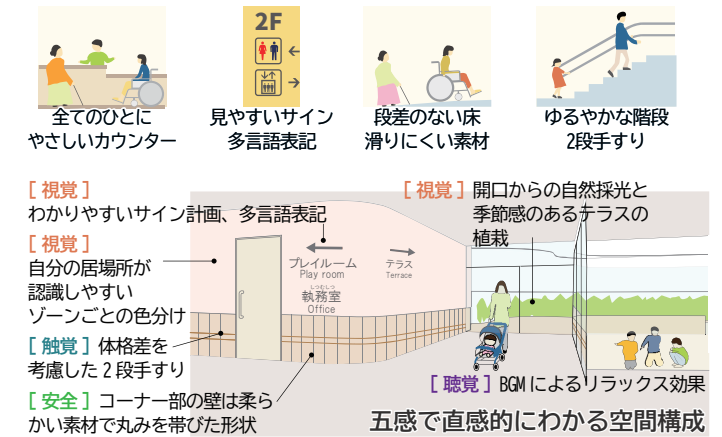 2F
全てのひとに
やさしいカウンター
見やすいサイン
多言語表記
段差のない床
滑りにくい素材
ゆるやかな階段
2段手すり
[ 視覚 ]
わかりやすいサイン計画、多言語表記
[ 視覚 ]
自分の居場所が
認識しやすい
ゾーンごとの色分け
[ 触覚 ] 体格差を
考慮した 2 段手すり
[ 安全 ] コーナー部の壁は柔ら
かい素材で丸みを帯びた形状
[ 視覚 ] 開口からの自然採光と
季節感のあるテラスの
植栽
プレイルーム
Play room
しつむしつ
執務室
Office
テラス
Terrace
[ 聴覚 ] BGM によるリラックス効果
五感で直感的にわかる空間構成